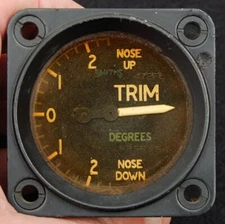 2 NOSE
UP
1
TRIM
0
DEGREES
1
2 NOSE
DOWN